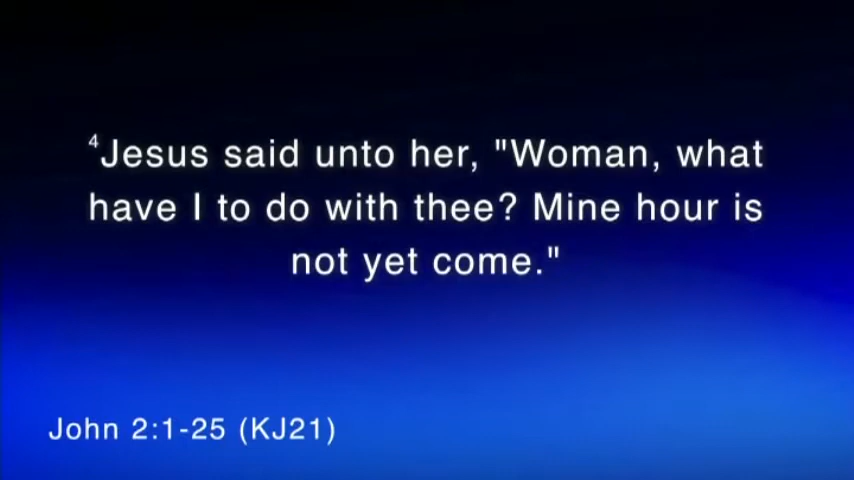 ⁴Jesus said unto her, "Woman, what
have I to do with thee? Mine hour is
not yet come."
John 2:1-25 (KJ21)